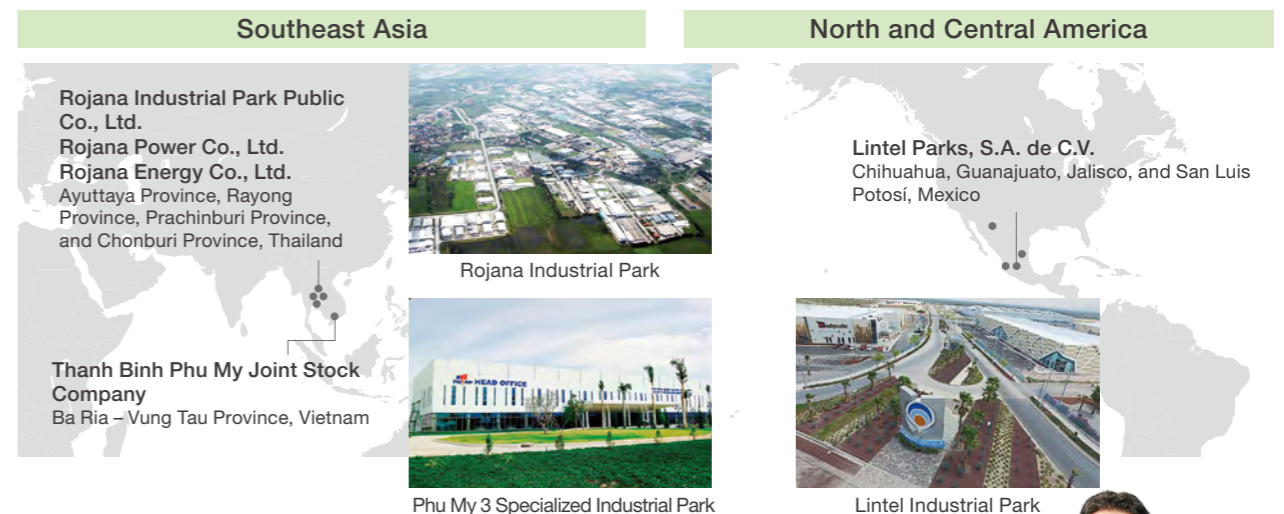 Southeast Asia
Rojana Industrial Park Public
Co., Ltd.
Rojana Power Co., Ltd.
Rojana Energy Co., Ltd.
Ayuttaya Province, Rayong
Province, Prachinburi Province,
and Chonburi Province, Thailand
Rojana Industrial Park
Thanh Binh Phu My Joint Stock
Company
Ba Ria – Vung Tau Province, Vietnam
HEAD OFFICE
Phu My 3 Specialized Industrial Park
North and Central America
Lintel Parks, S.A. de C.V.
Chihuahua, Guanajuato, Jalisco, and San Luis
Potosí, Mexico
Lintel Industrial Park